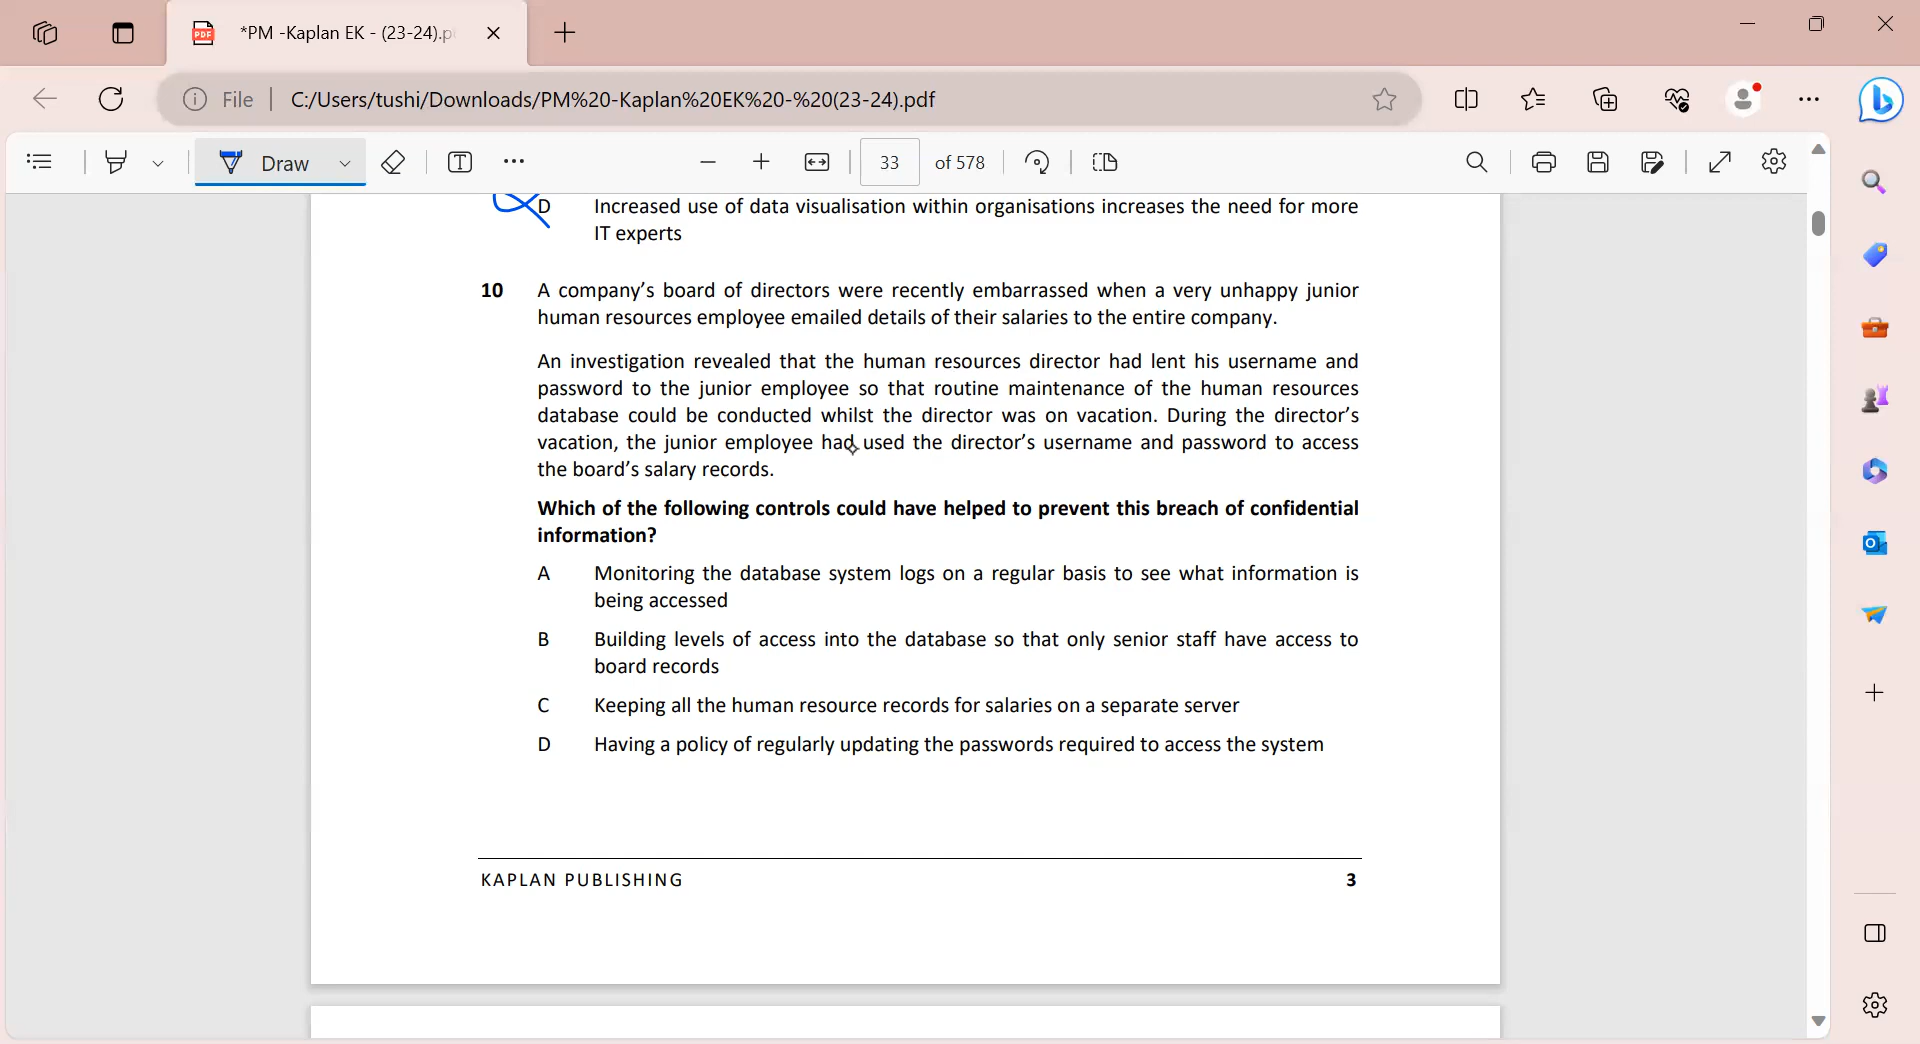 *PM -Kaplan EK - (23-24).p
File
C:/Users/tushi/Downloads/PM%20-Kaplan%20EK%20-%20(23-24).pdf
Draw
33
of 578
D Increased use of data visualisation within organisations increases the need for more
IT experts
10 A company's board of directors were recently embarrassed when a very unhappy junior
human resources employee emailed details of their salaries to the entire company.
An investigation revealed that the human resources director had lent his username and
password to the junior employee so that routine maintenance of the human resources
database could be conducted whilst the director was on vacation. During the director's
vacation, the junior employee had used the director's username and password to access
the board's salary records.
Which of the following controls could have helped to prevent this breach of confidential
information?
A Monitoring the database system logs on a regular basis to see what information is
being accessed
B Building levels of access into the database so that only senior staff have access to
board records
C Keeping all the human resource records for salaries on a separate server
D Having a policy of regularly updating the passwords required to access the system
KAPLAN PUBLISHING 3